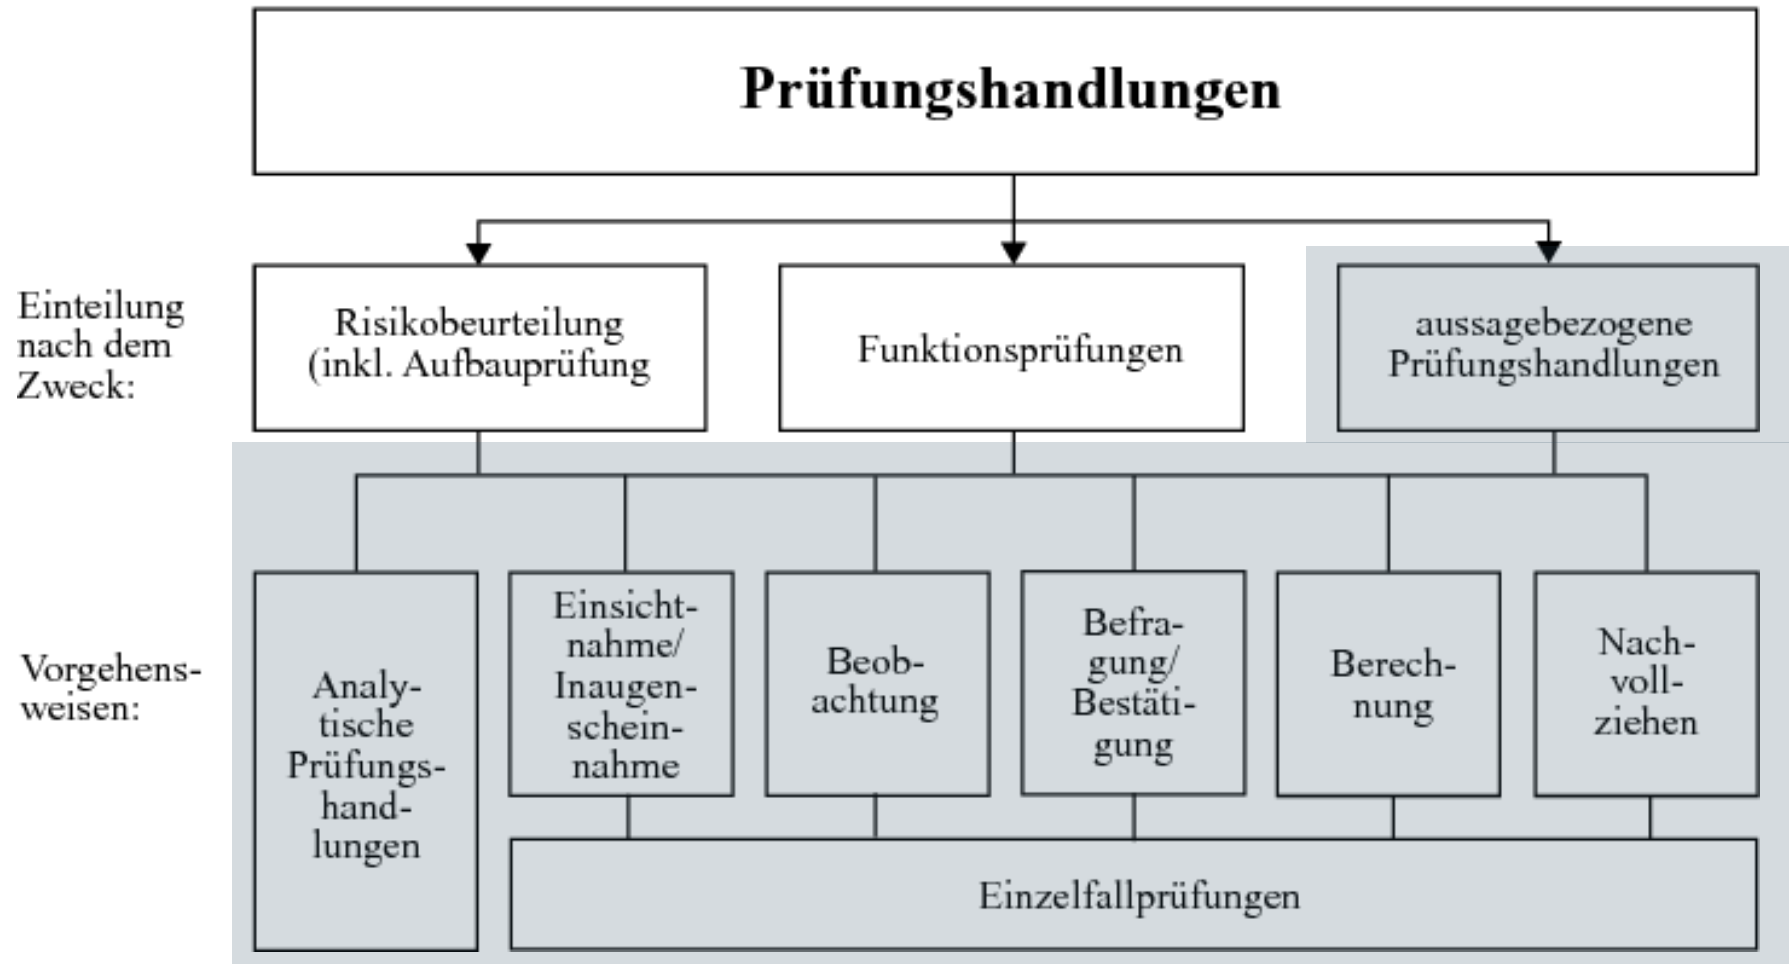 Prüfungshandlungen
Einteilung
nach dem
Zweck:
Risikobeurteilung
(inkl. Aufbauprüfung
Funktionsprüfungen
aussagebezogene
Prüfungshandlungen
Vorgehens-
weisen:
Analy-
tische
Prüfungs-
hand-
lungen
Einsicht-
nahme/
Inaugen-
schein-
nahme
Beob-
achtung
Befra-
gung/
Bestäti-
gung
Berech-
nung
Nach-
voll-
ziehen
Einzelfallprüfungen